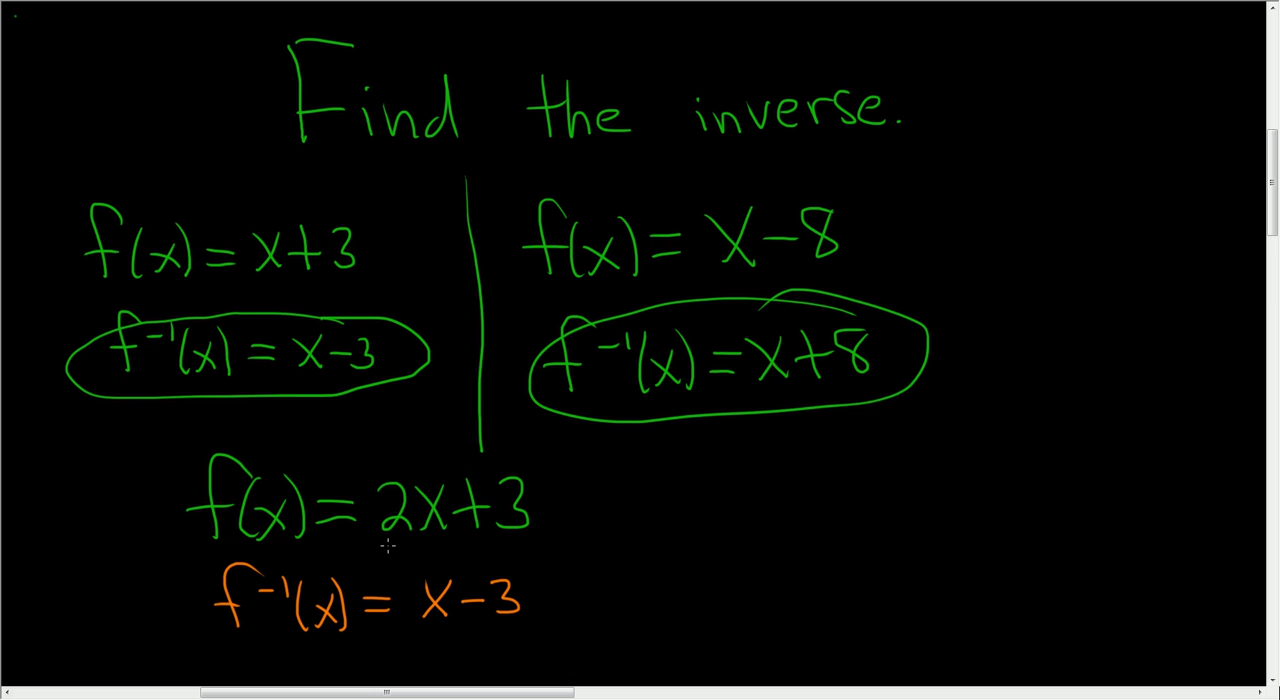 Find the inverse.
f(x) = x+3
f⁻¹(x) = x-3
f(x) = x-8
f⁻¹(x) = x+8
f(x) = 2x+3
f⁻¹(x) = x-3